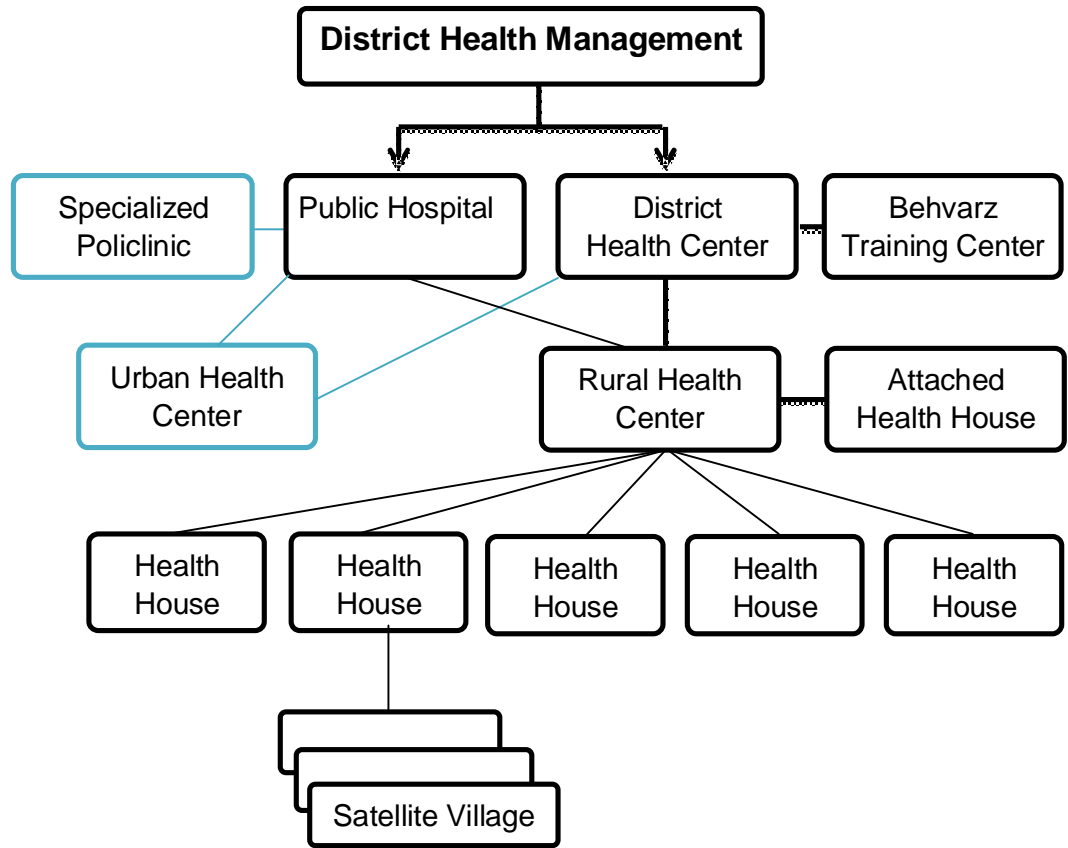 District Health Management
Specialized
Policlinic
Public Hospital
District
Health Center
Behvarz
Training Center
Urban Health
Center
Rural Health
Center
Attached
Health House
Health
House
Health
House
Health
House
Health
House
Health
House
Satellite Village